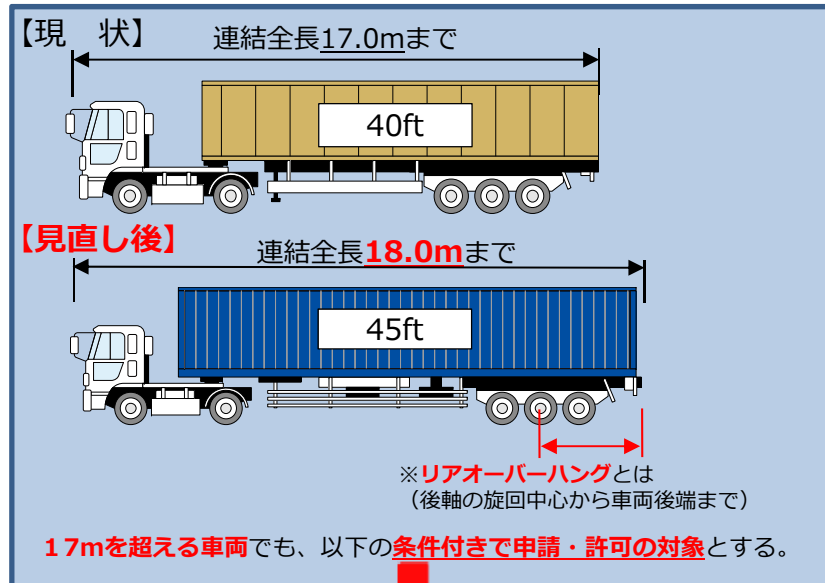 【現　状】
連結全長17.0mまで
40ft
【見直し後】
連結全長18.0mまで
45ft
※リアオーバーハングとは
（後軸の旋回中心から車両後端まで）
１7mを超える車両でも、以下の条件付きで申請・許可の対象とする。